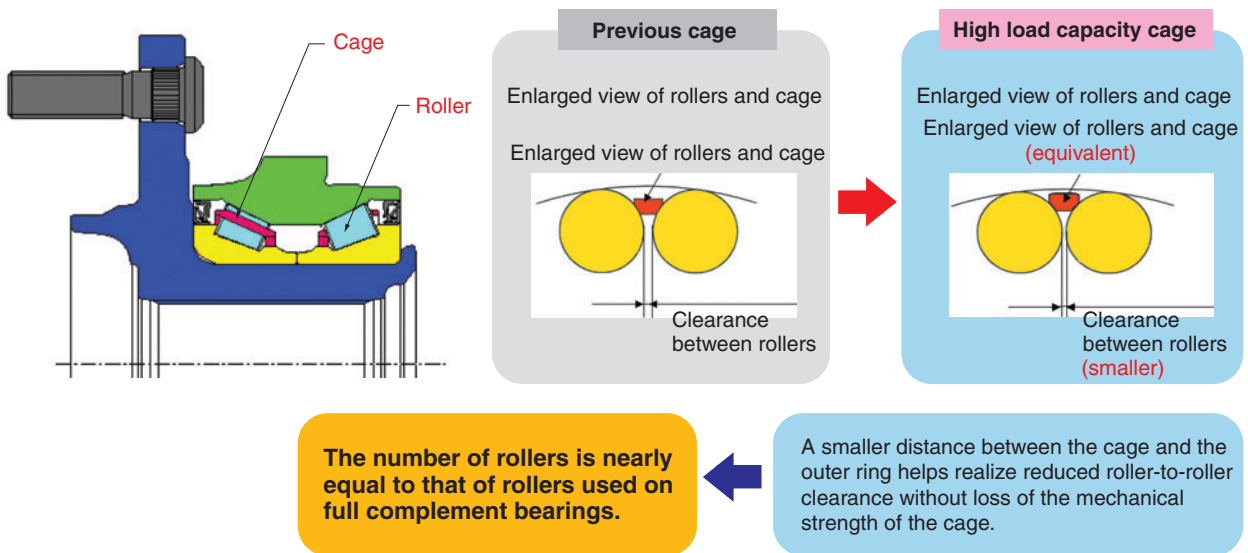 Cage
Roller
Previous cage
Enlarged view of rollers and cage
Enlarged view of rollers and cage
Clearance
between rollers
High load capacity cage
Enlarged view of rollers and cage
Enlarged view of rollers and cage
(equivalent)
Clearance
between rollers
(smaller)
The number of rollers is nearly
equal to that of rollers used on
full complement bearings.
A smaller distance between the cage and the
outer ring helps realize reduced roller-to-roller
clearance without loss of the mechanical
strength of the cage.